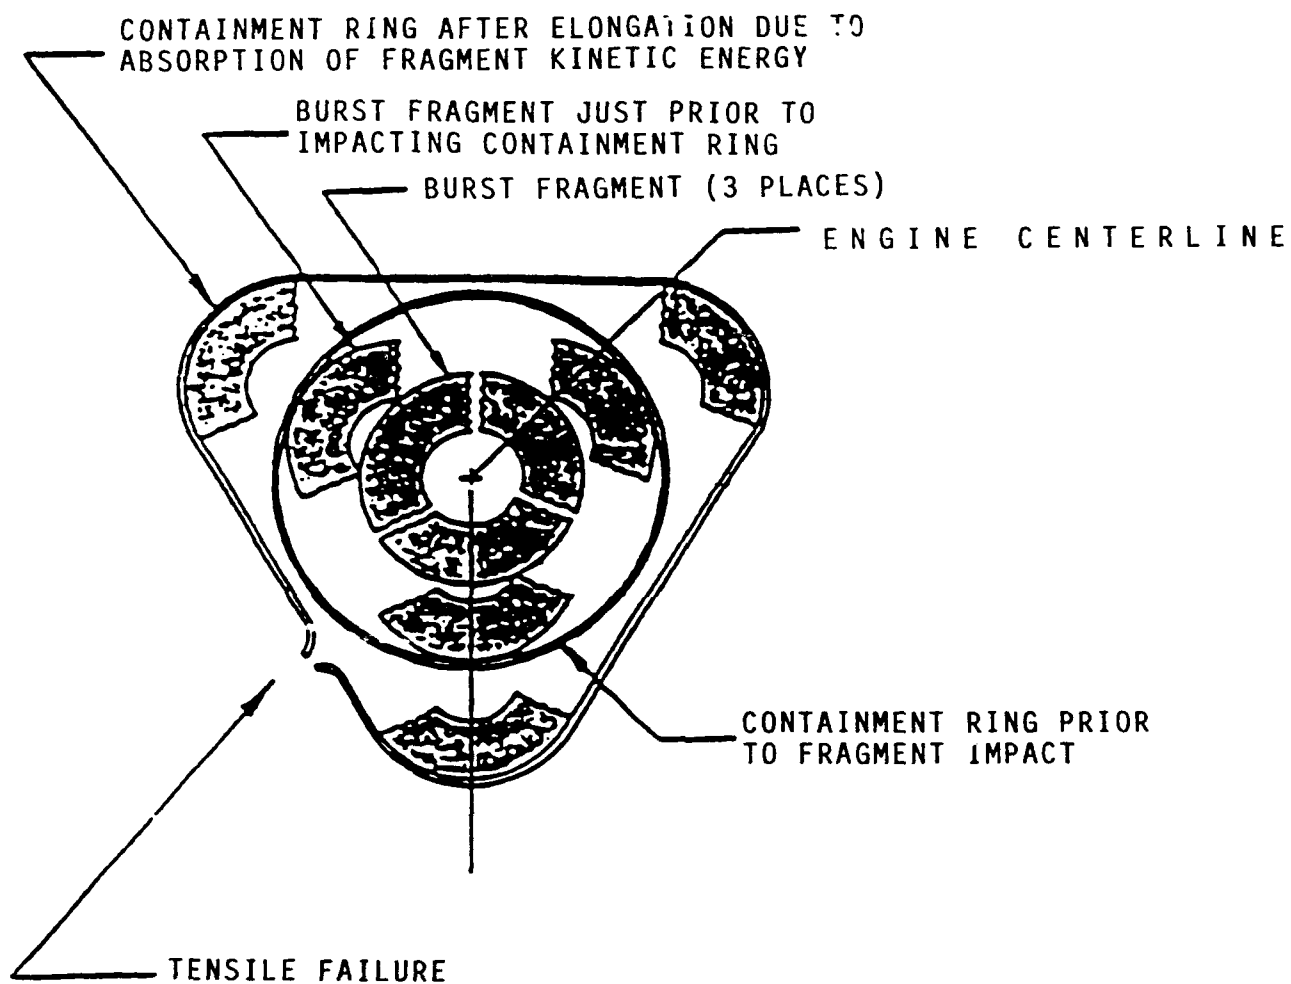 CONTAINMENT RING AFTER ELONGATION DUE TO
ABSORPTION OF FRAGMENT KINETIC ENERGY
BURST FRAGMENT JUST PRIOR TO
IMPACTING CONTAINMENT RING
BURST FRAGMENT (3 PLACES)
ENGINE CENTERLINE
CONTAINMENT RING PRIOR
TO FRAGMENT IMPACT
TENSILE FAILURE